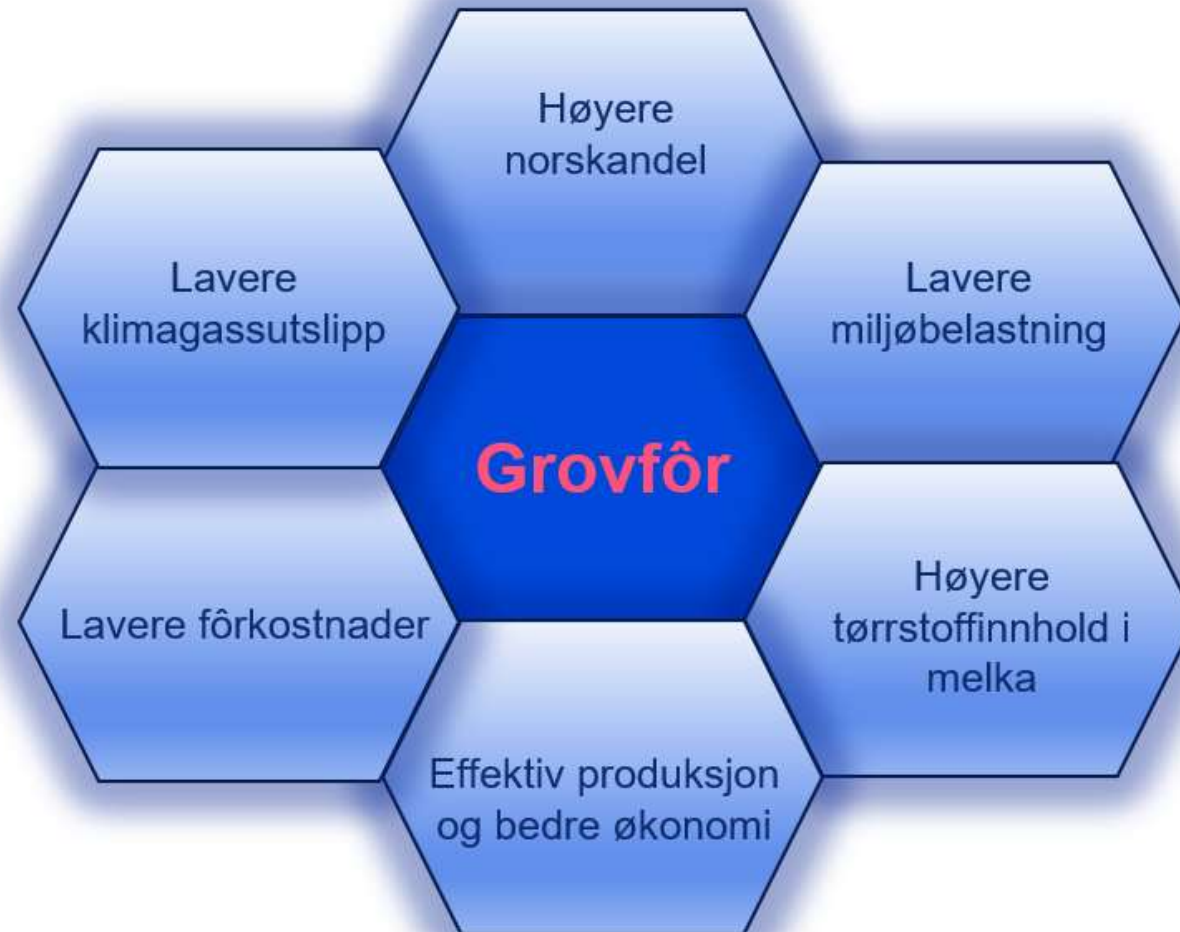 Høyere
norskandel
Lavere
klimagassutslipp
Lavere
miljøbelastning
Grovfôr
Lavere fôrkostnader
Høyere
tørrstoffinnhold i
melka
Effektiv produksjon
og bedre økonomi